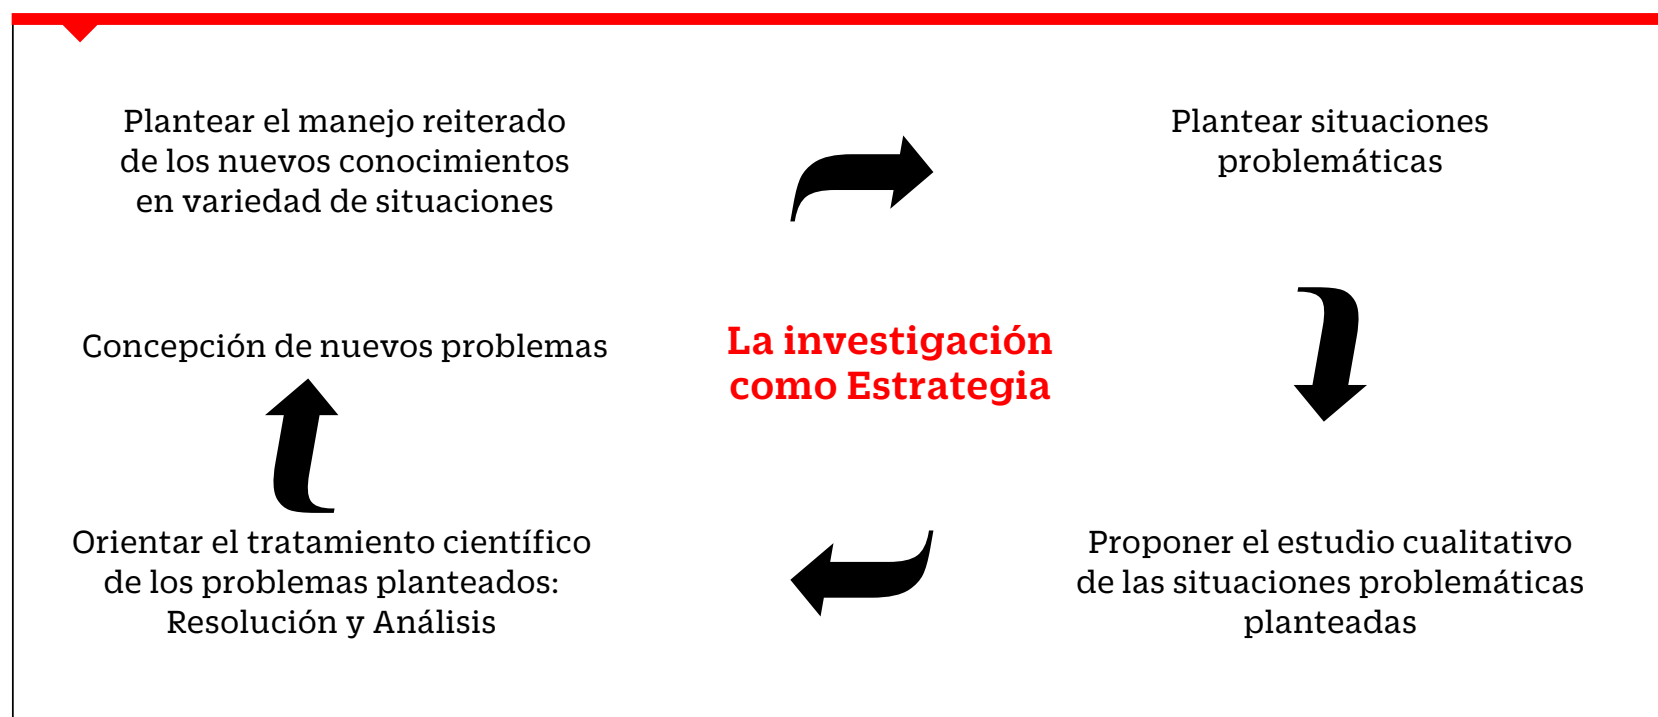 Plantear el manejo reiterado
de los nuevos conocimientos
en variedad de situaciones
Plantear situaciones
problemáticas
Concepción de nuevos problemas
La investigación
como Estrategia
Orientar el tratamiento científico
de los problemas planteados:
Resolución y Análisis
Proponer el estudio cualitativo
de las situaciones problemáticas
planteadas